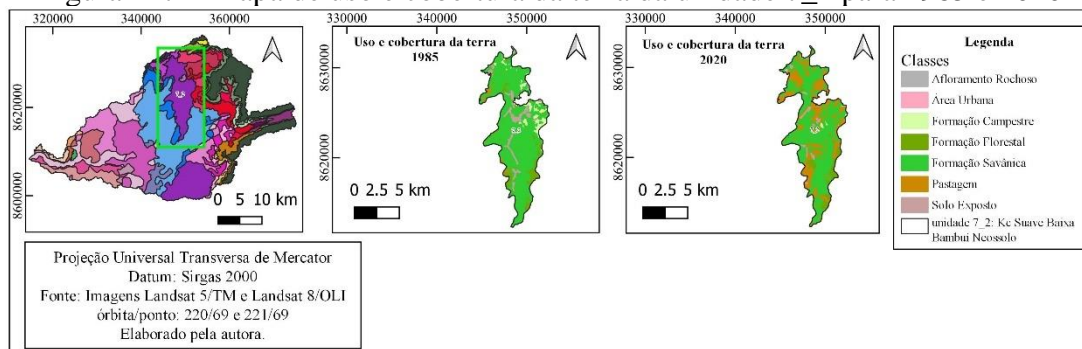 320000 340000 360000
8620000
8600000
0 5 10 km
340000 350000
Uso e cobertura da terra
1985
8630000
8620000
0 2.5 5 km
340000 350000
Uso e cobertura da terra
2020
8630000
8620000
0 2.5 5 km
Legenda
Classes
Afloramento Rochoso
Área Urbana
Formação Campestre
Formação Florestal
Formação Savânica
Pastagem
Solo Exposto
unidade 7_2: Kc Suave Baixa
Bambuí Neossolo
Projeção Universal Transversa de Mercator
Datum: Sirgas 2000
Fonte: Imagens Landsat 5/TM e Landsat 8/OLI
órbita/ponto: 220/69 e 221/69
Elaborado pela autora.